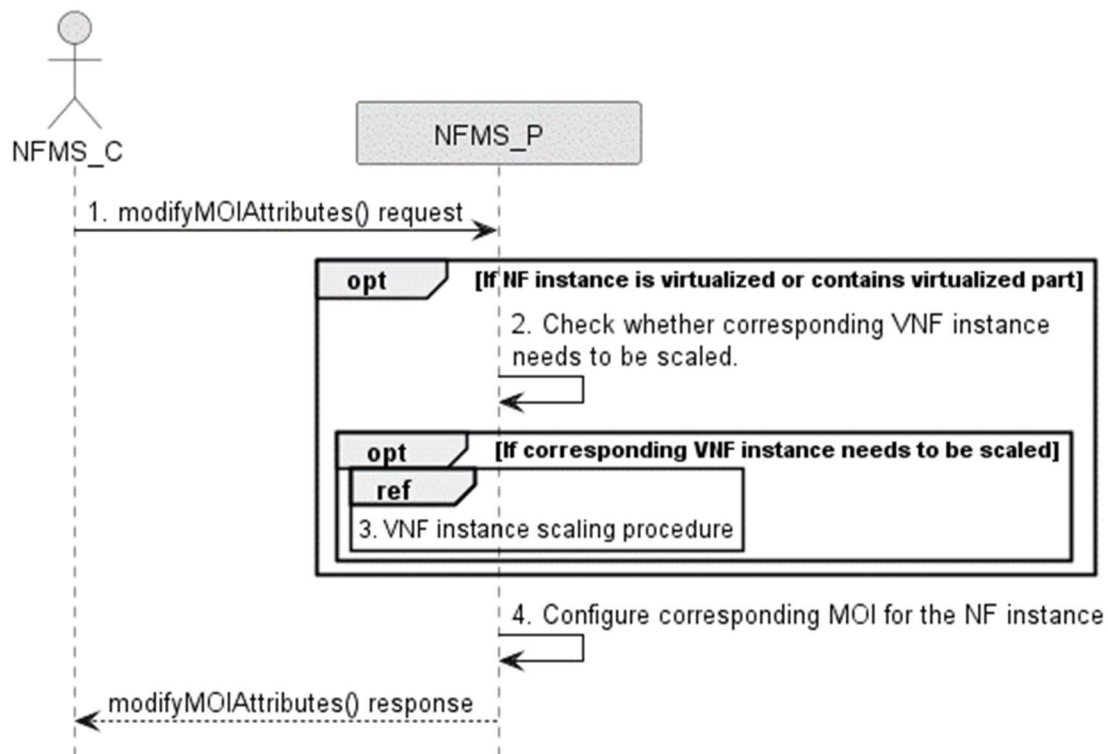 NFMS_C
NFMS_P
1. modifyMOIAttributes() request
opt
[If NF instance is virtualized or contains virtualized part]
2. Check whether corresponding VNF instance
needs to be scaled.
opt
[If corresponding VNF instance needs to be scaled]
ref
3. VNF instance scaling procedure
4. Configure corresponding MOI for the NF instance
modifyMOIAttributes() response